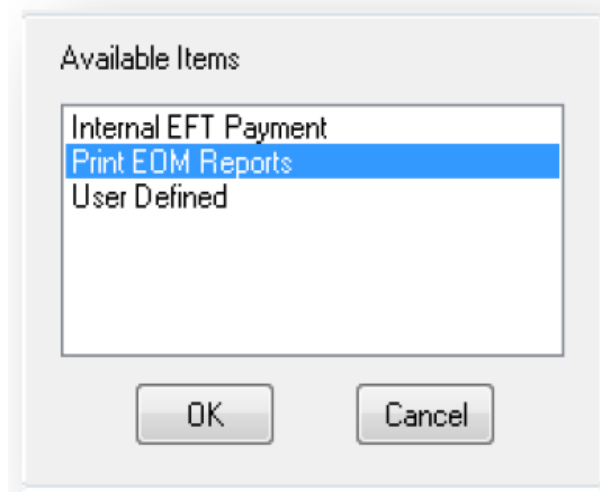 Available Items
Internal EFT Payment
Print EOM Reports
User Defined
OK Cancel